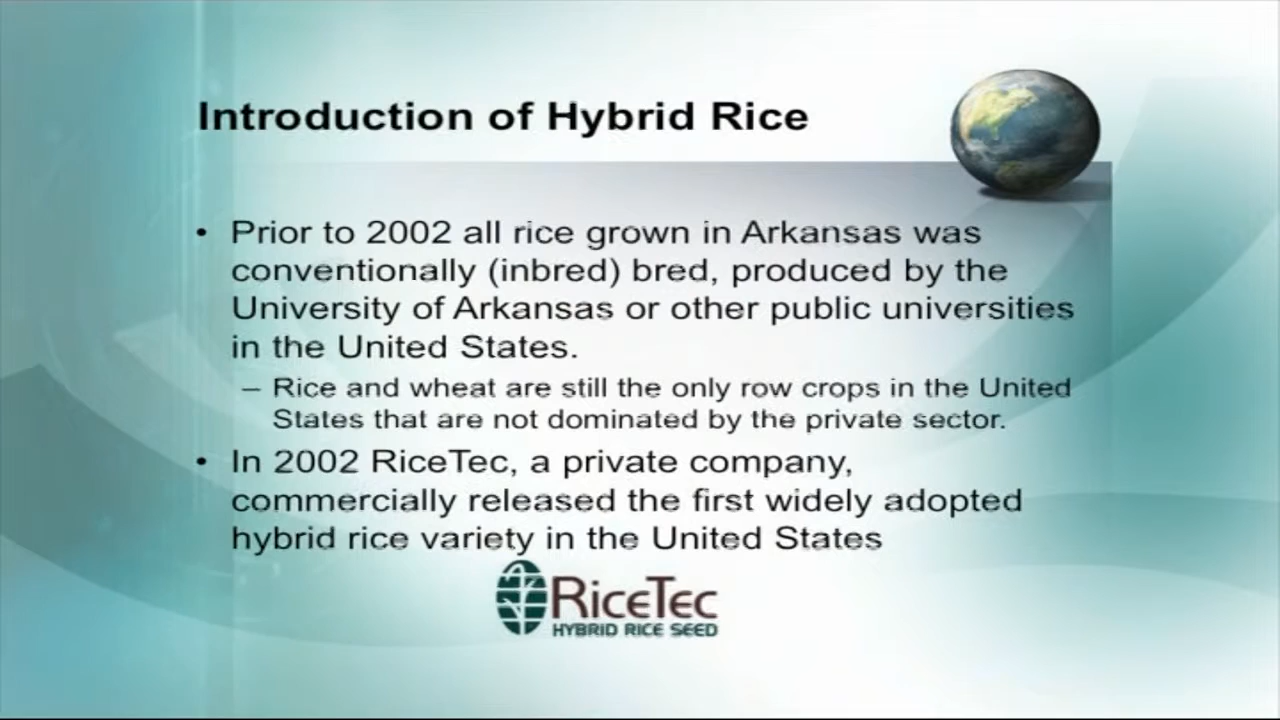 Introduction of Hybrid Rice
• Prior to 2002 all rice grown in Arkansas was
conventionally (inbred) bred, produced by the
University of Arkansas or other public universities
in the United States.
– Rice and wheat are still the only row crops in the United
States that are not dominated by the private sector.
• In 2002 RiceTec, a private company,
commercially released the first widely adopted
hybrid rice variety in the United States
RiceTec
HYBRID RICE SEED